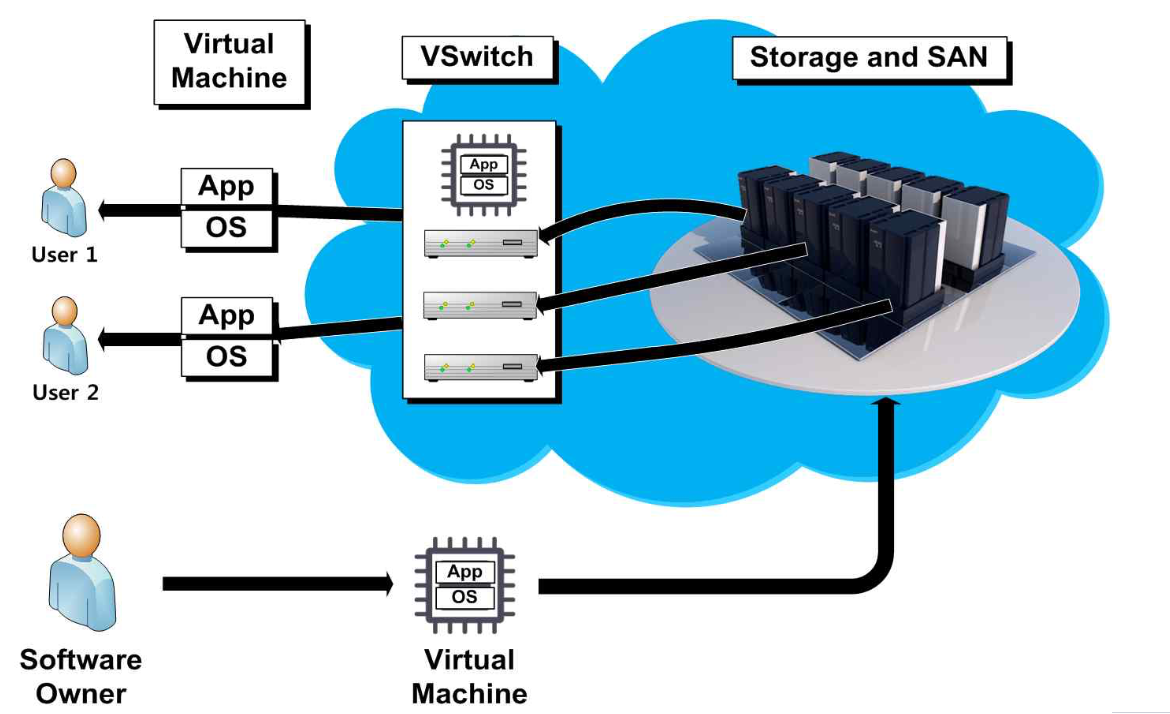 Virtual
Machine
VSwitch
Storage and SAN
App
OS
App
OS
User 1
App
OS
User 2
App
OS
Software
Owner
Virtual
Machine